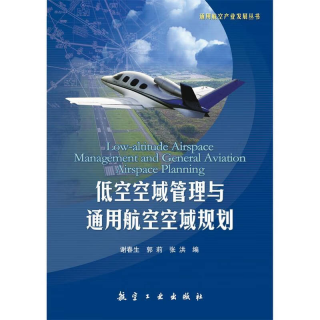 通用航空产业发展丛书
Low-altitude Airspace
Management and General Aviation
Airspace Planning
低空空域管理与
通用航空空域规划
谢春生 郭莉 张洪 编
航空工业出版社